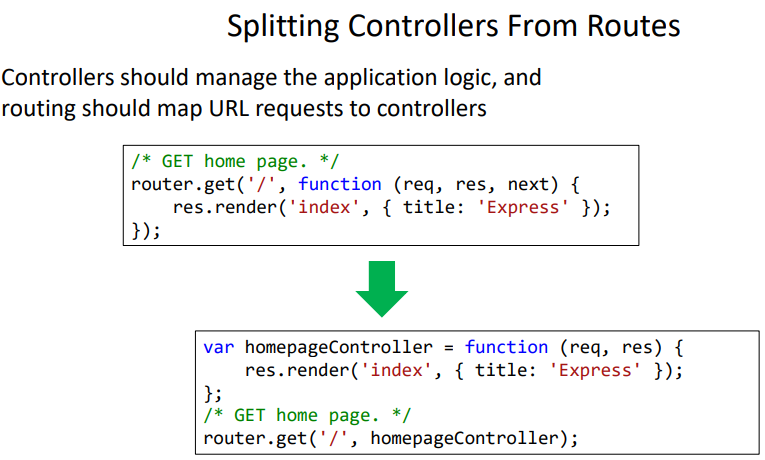 Splitting Controllers From Routes
Controllers should manage the application logic, and
routing should map URL requests to controllers
/* GET home page. */
router.get('/', function (req, res, next) {
    res.render('index', { title: 'Express' });
});
var homepageController = function (req, res) {
    res.render('index', { title: 'Express' });
};
/* GET home page. */
router.get('/', homepageController);